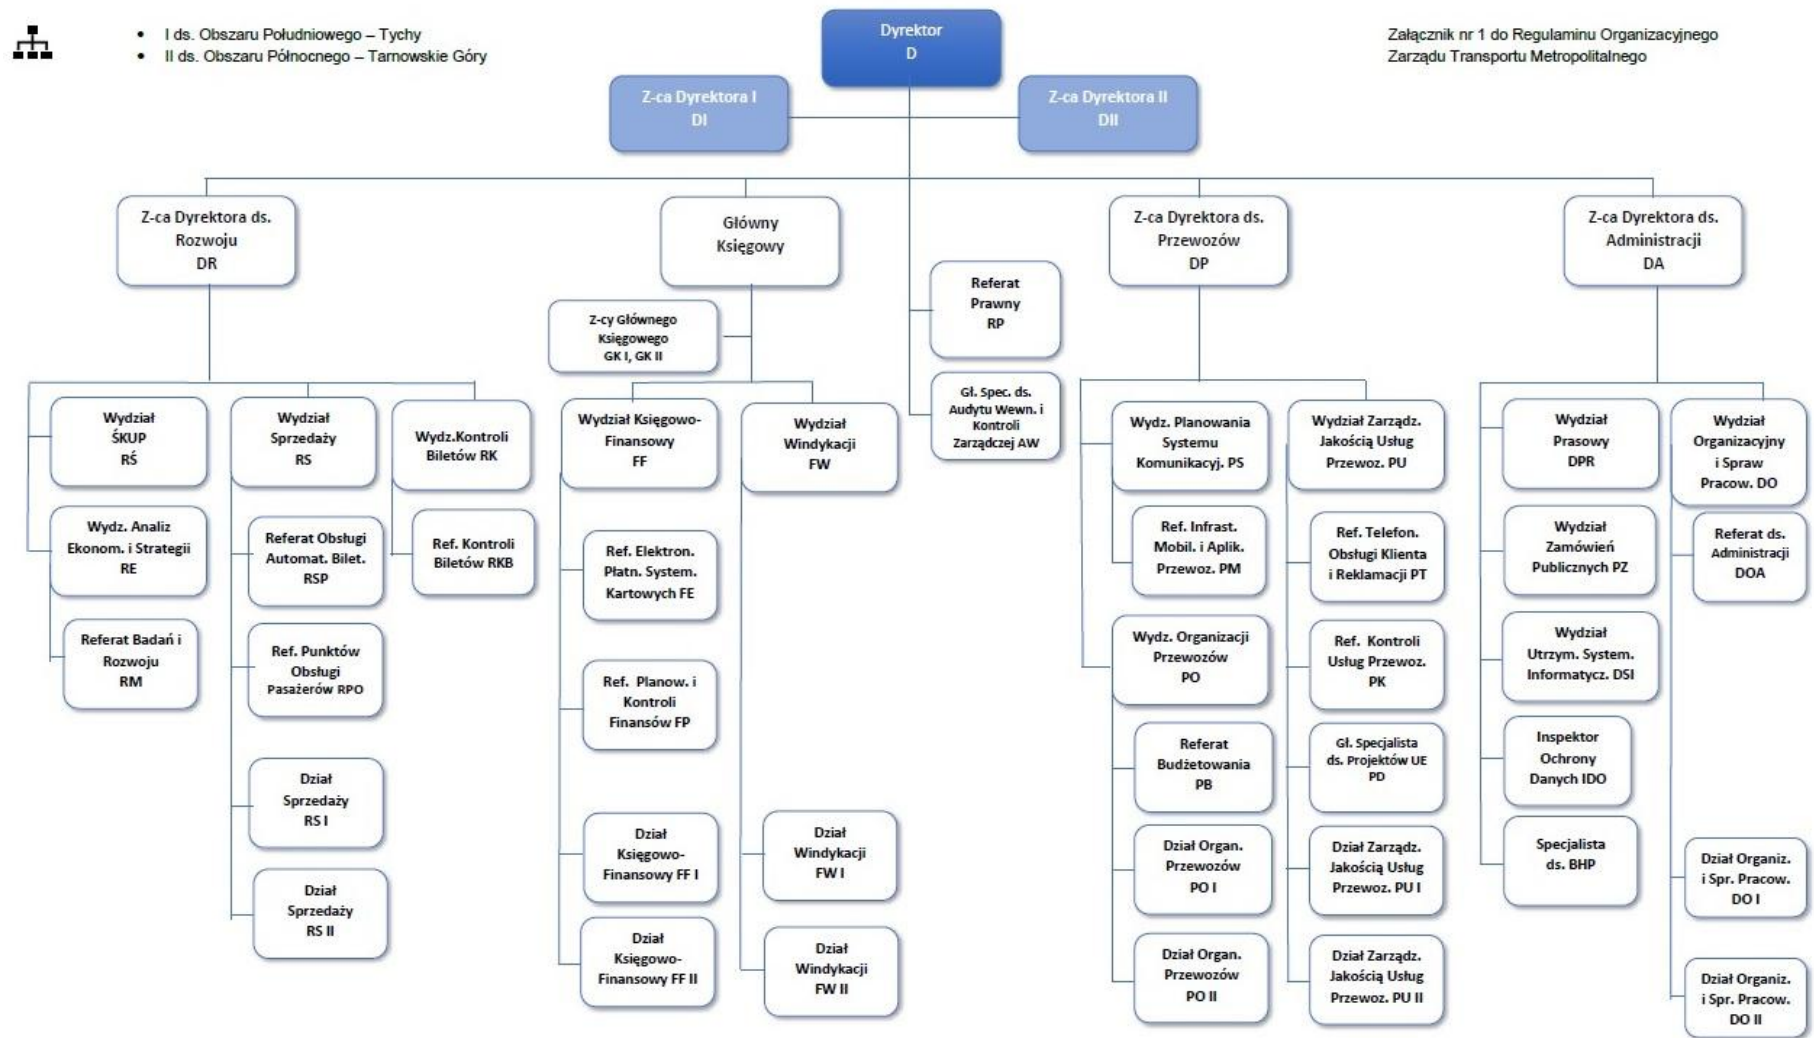 • I ds. Obszaru Południowego – Tychy
• II ds. Obszaru Północnego – Tarnowskie Góry
Załącznik nr 1 do Regulaminu Organizacyjnego
Zarządu Transportu Metropolitalnego
Dyrektor
D
Z-ca Dyrektora I
DI
Z-ca Dyrektora II
DII
Z-ca Dyrektora ds.
Rozwoju
DR
Główny
Księgowy
Z-ca Dyrektora ds.
Przewozów
DP
Z-ca Dyrektora ds.
Administracji
DA
Referat
Prawny
RP
Gł. Spec. ds.
Audytu Wewn. i
Kontroli
Zarządczej AW
Z-cy Głównego
Księgowego
GK I, GK II
Wydział
ŚKUP
RŚ
Wydz. Analiz
Ekonom. i Strategii
RE
Referat Badań i
Rozwoju
RM
Wydział
Sprzedaży
RS
Referat Obsługi
Automat. Bilet.
RSP
Ref. Punktów
Obsługi
Pasażerów RPO
Dział
Sprzedaży
RS I
Dział
Sprzedaży
RS II
Wydz.Kontroli
Biletów RK
Ref. Kontroli
Biletów RKB
Wydział Księgowo-
Finansowy
FF
Ref. Elektron.
Płatn. System.
Kartowych FE
Ref. Planow. i
Kontroli
Finansów FP
Dział
Księgowo-
Finansowy FF I
Dział
Księgowo-
Finansowy FF II
Wydział
Windykacji
FW
Dział
Windykacji
FW I
Dział
Windykacji
FW II
Wydz. Planowania
Systemu
Komunikacyj. PS
Ref. Infrast.
Mobil. i Aplik.
Przewoz. PM
Wydz. Organizacji
Przewozów
PO
Referat
Budżetowania
PB
Dział Organ.
Przewozów
PO I
Dział Organ.
Przewozów
PO II
Wydział Zarządz.
Jakością Usług
Przewoz. PU
Ref. Telefon.
Obsługi Klienta
i Reklamacji PT
Ref. Kontroli
Usług Przewoz.
PK
Gł. Specjalista
ds. Projektów UE
PD
Dział Zarządz.
Jakością Usług
Przewoz. PU I
Dział Zarządz.
Jakością Usług
Przewoz. PU II
Wydział
Prasowy
DPR
Wydział
Zamówień
Publicznych PZ
Wydział
Utrzym. System.
Informatycz. DSI
Inspektor
Ochrony
Danych IDO
Specjalista
ds. BHP
Wydział
Organizacyjny
i Spraw
Pracow. DO
Referat ds.
Administracji
DOA
Dział Organiz.
i Spr. Pracow.
DO I
Dział Organiz.
i Spr. Pracow.
DO II